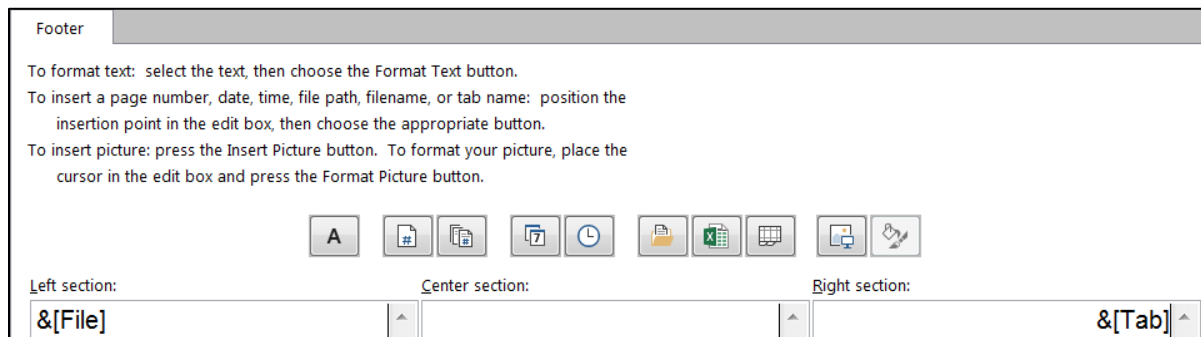 Footer
To format text: select the text, then choose the Format Text button.
To insert a page number, date, time, file path, filename, or tab name: position the
insertion point in the edit box, then choose the appropriate button.
To insert picture: press the Insert Picture button. To format your picture, place the
cursor in the edit box and press the Format Picture button.
A # # 7
Left section: Center section: Right section:
&[File] &[Tab]